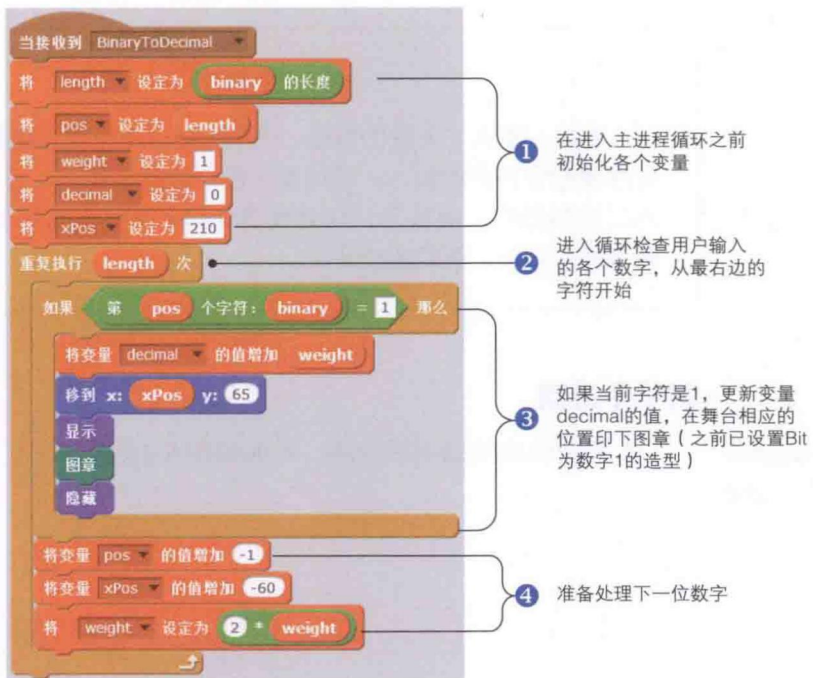 当接收到 BinaryToDecimal
将 length 设定为 binary 的长度
将 pos 设定为 length
将 weight 设定为 1
将 decimal 设定为 0
将 xPos 设定为 210
❶ 在进入主进程循环之前
初始化各个变量
重复执行 length 次
❷ 进入循环检查用户输入
的各个数字，从最右边的
字符开始
如果 第 pos 个字符： binary = 1 那么
将变量 decimal 的值增加 weight
移到 x: xPos y: 65
显示
图章
隐藏
❸ 如果当前字符是1，更新变量
decimal的值，在舞台相应的
位置印下图章（之前已设置Bit
为数字1的造型）
将变量 pos 的值增加 -1
将变量 xPos 的值增加 -60
将 weight 设定为 2 * weight
❹ 准备处理下一位数字